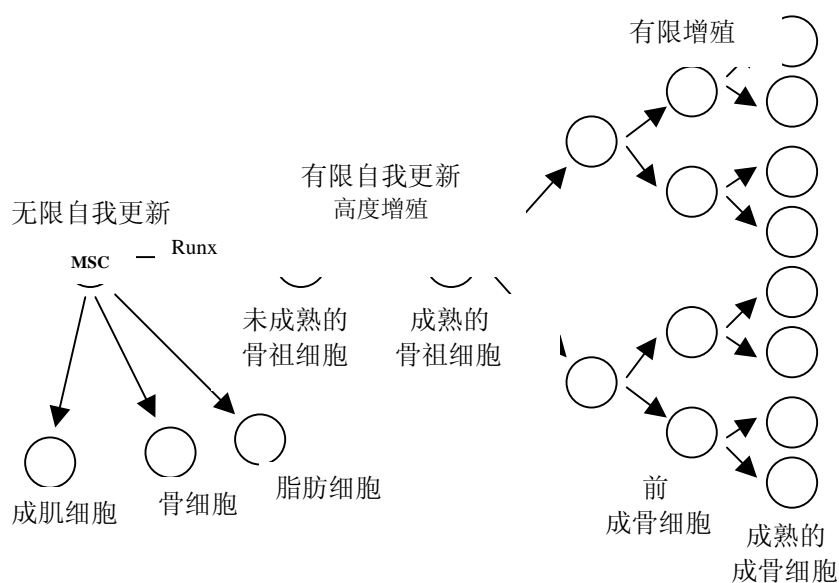 有限增殖
有限自我更新
高度增殖
无限自我更新
MSC
Runx
未成熟的
骨祖细胞
成熟的
骨祖细胞
成肌细胞
骨细胞
脂肪细胞
前
成骨细胞
成熟的
成骨细胞